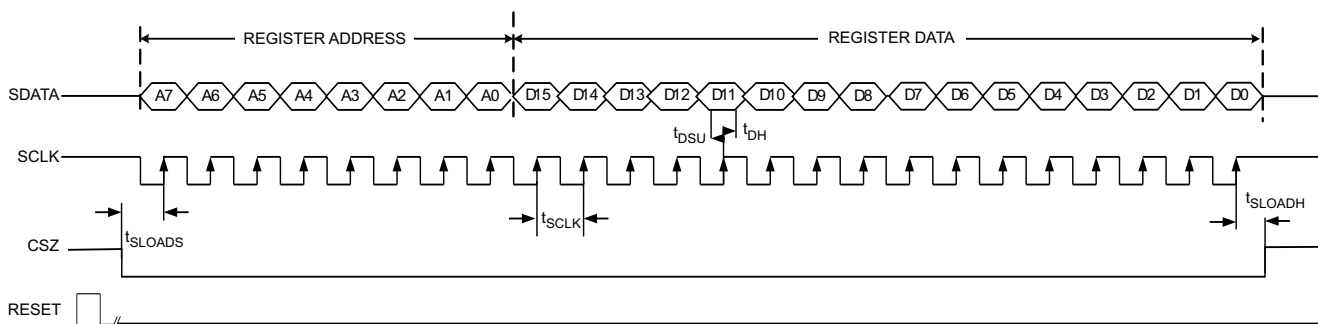 REGISTER ADDRESS REGISTER DATA
SDATA A7 A6 A5 A4 A3 A2 A1 A0 D15 D14 D13 D12 D11 D10 D9 D8 D7 D6 D5 D4 D3 D2 D1 D0
tDSU tDH
SCLK
tSLOADS tSCLK tSLOADH
CSZ
RESET